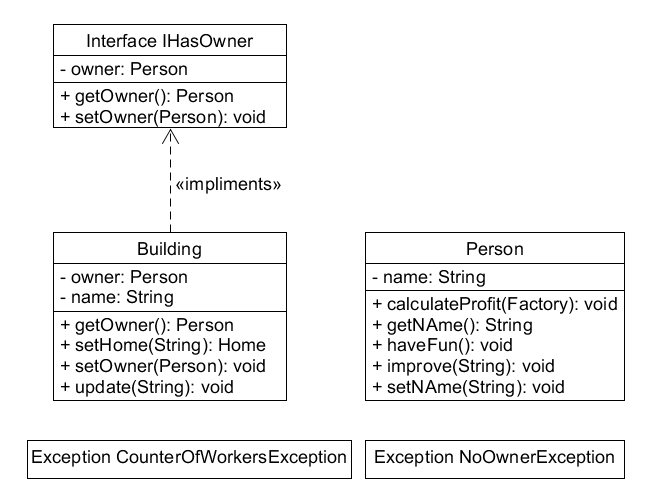 Interface IHasOwner
- owner: Person
+ getOwner(): Person
+ setOwner(Person): void
«impliments»
Building
- owner: Person
- name: String
+ getOwner(): Person
+ setHome(String): Home
+ setOwner(Person): void
+ update(String): void
Person
- name: String
+ calculateProfit(Factory): void
+ getNAme(): String
+ haveFun(): void
+ improve(String): void
+ setNAme(String): void
Exception CounterOfWorkersException
Exception NoOwnerException